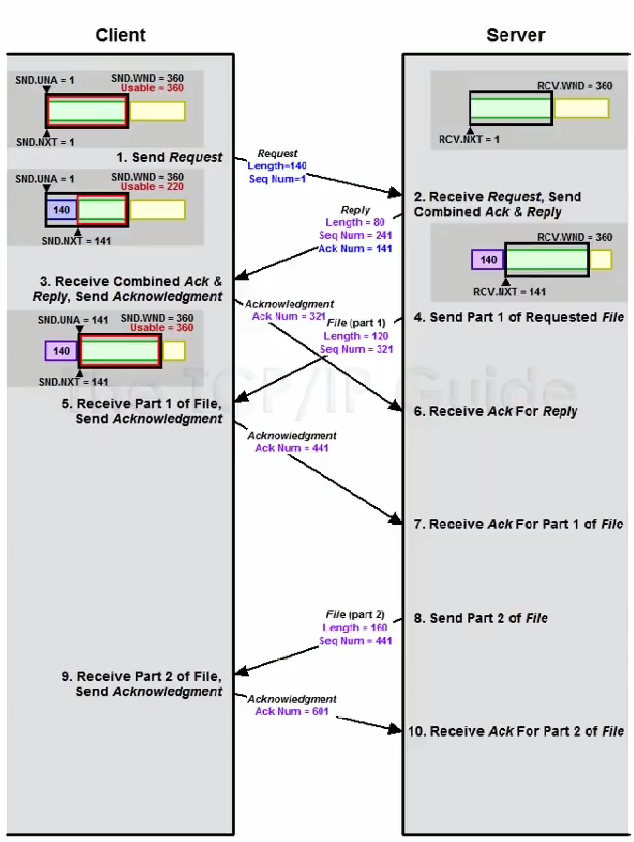 Client
Server
SND.UNA = 1
SND.WND = 360
Usable = 360
SND.NXT = 1
RCV.WND = 360
RCV.NXT = 1
1. Send Request
Request
Length=140
Seq Num=1
SND.UNA = 1
SND.WND = 360
Usable = 220
140
SND.NXT = 141
2. Receive Request, Send
Combined Ack & Reply
Reply
Length = 80
Seq Num = 241
Ack Num = 141
RCV.WND = 360
140
RCV.NXT = 141
3. Receive Combined Ack &
Reply, Send Acknowledgment
Acknowledgment
Ack Num = 321
4. Send Part 1 of Requested File
File (part 1)
Length = 120
Seq Num = 321
SND.UNA = 141
SND.WND = 360
Usable = 360
140
SND.NXT = 141
The TCP/IP Guide
5. Receive Part 1 of File,
Send Acknowledgment
6. Receive Ack For Reply
Acknowledgment
Ack Num = 441
7. Receive Ack For Part 1 of File
File (part 2)
Length = 160
Seq Num = 441
8. Send Part 2 of File
9. Receive Part 2 of File,
Send Acknowledgment
Acknowledgment
Ack Num = 601
10. Receive Ack For Part 2 of File